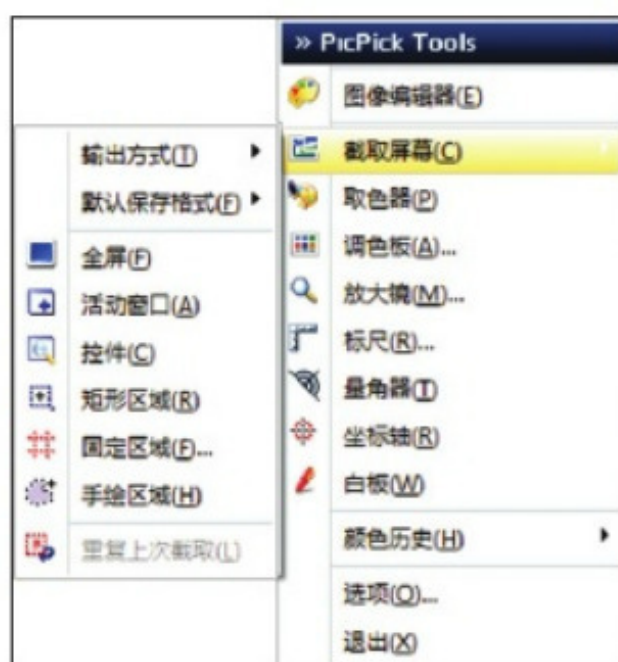 » PicPick Tools
图像编辑器(E)
截取屏幕(C)
取色器(P)
调色板(A)...
放大镜(M)...
标尺(R)...
量角器(T)
坐标轴(R)
白板(W)
颜色历史(H)
选项(O)...
退出(X)
输出方式(T)
默认保存格式(F)
全屏(F)
活动窗口(A)
控件(C)
矩形区域(R)
固定区域(F)...
手绘区域(H)
重复上次截取(L)